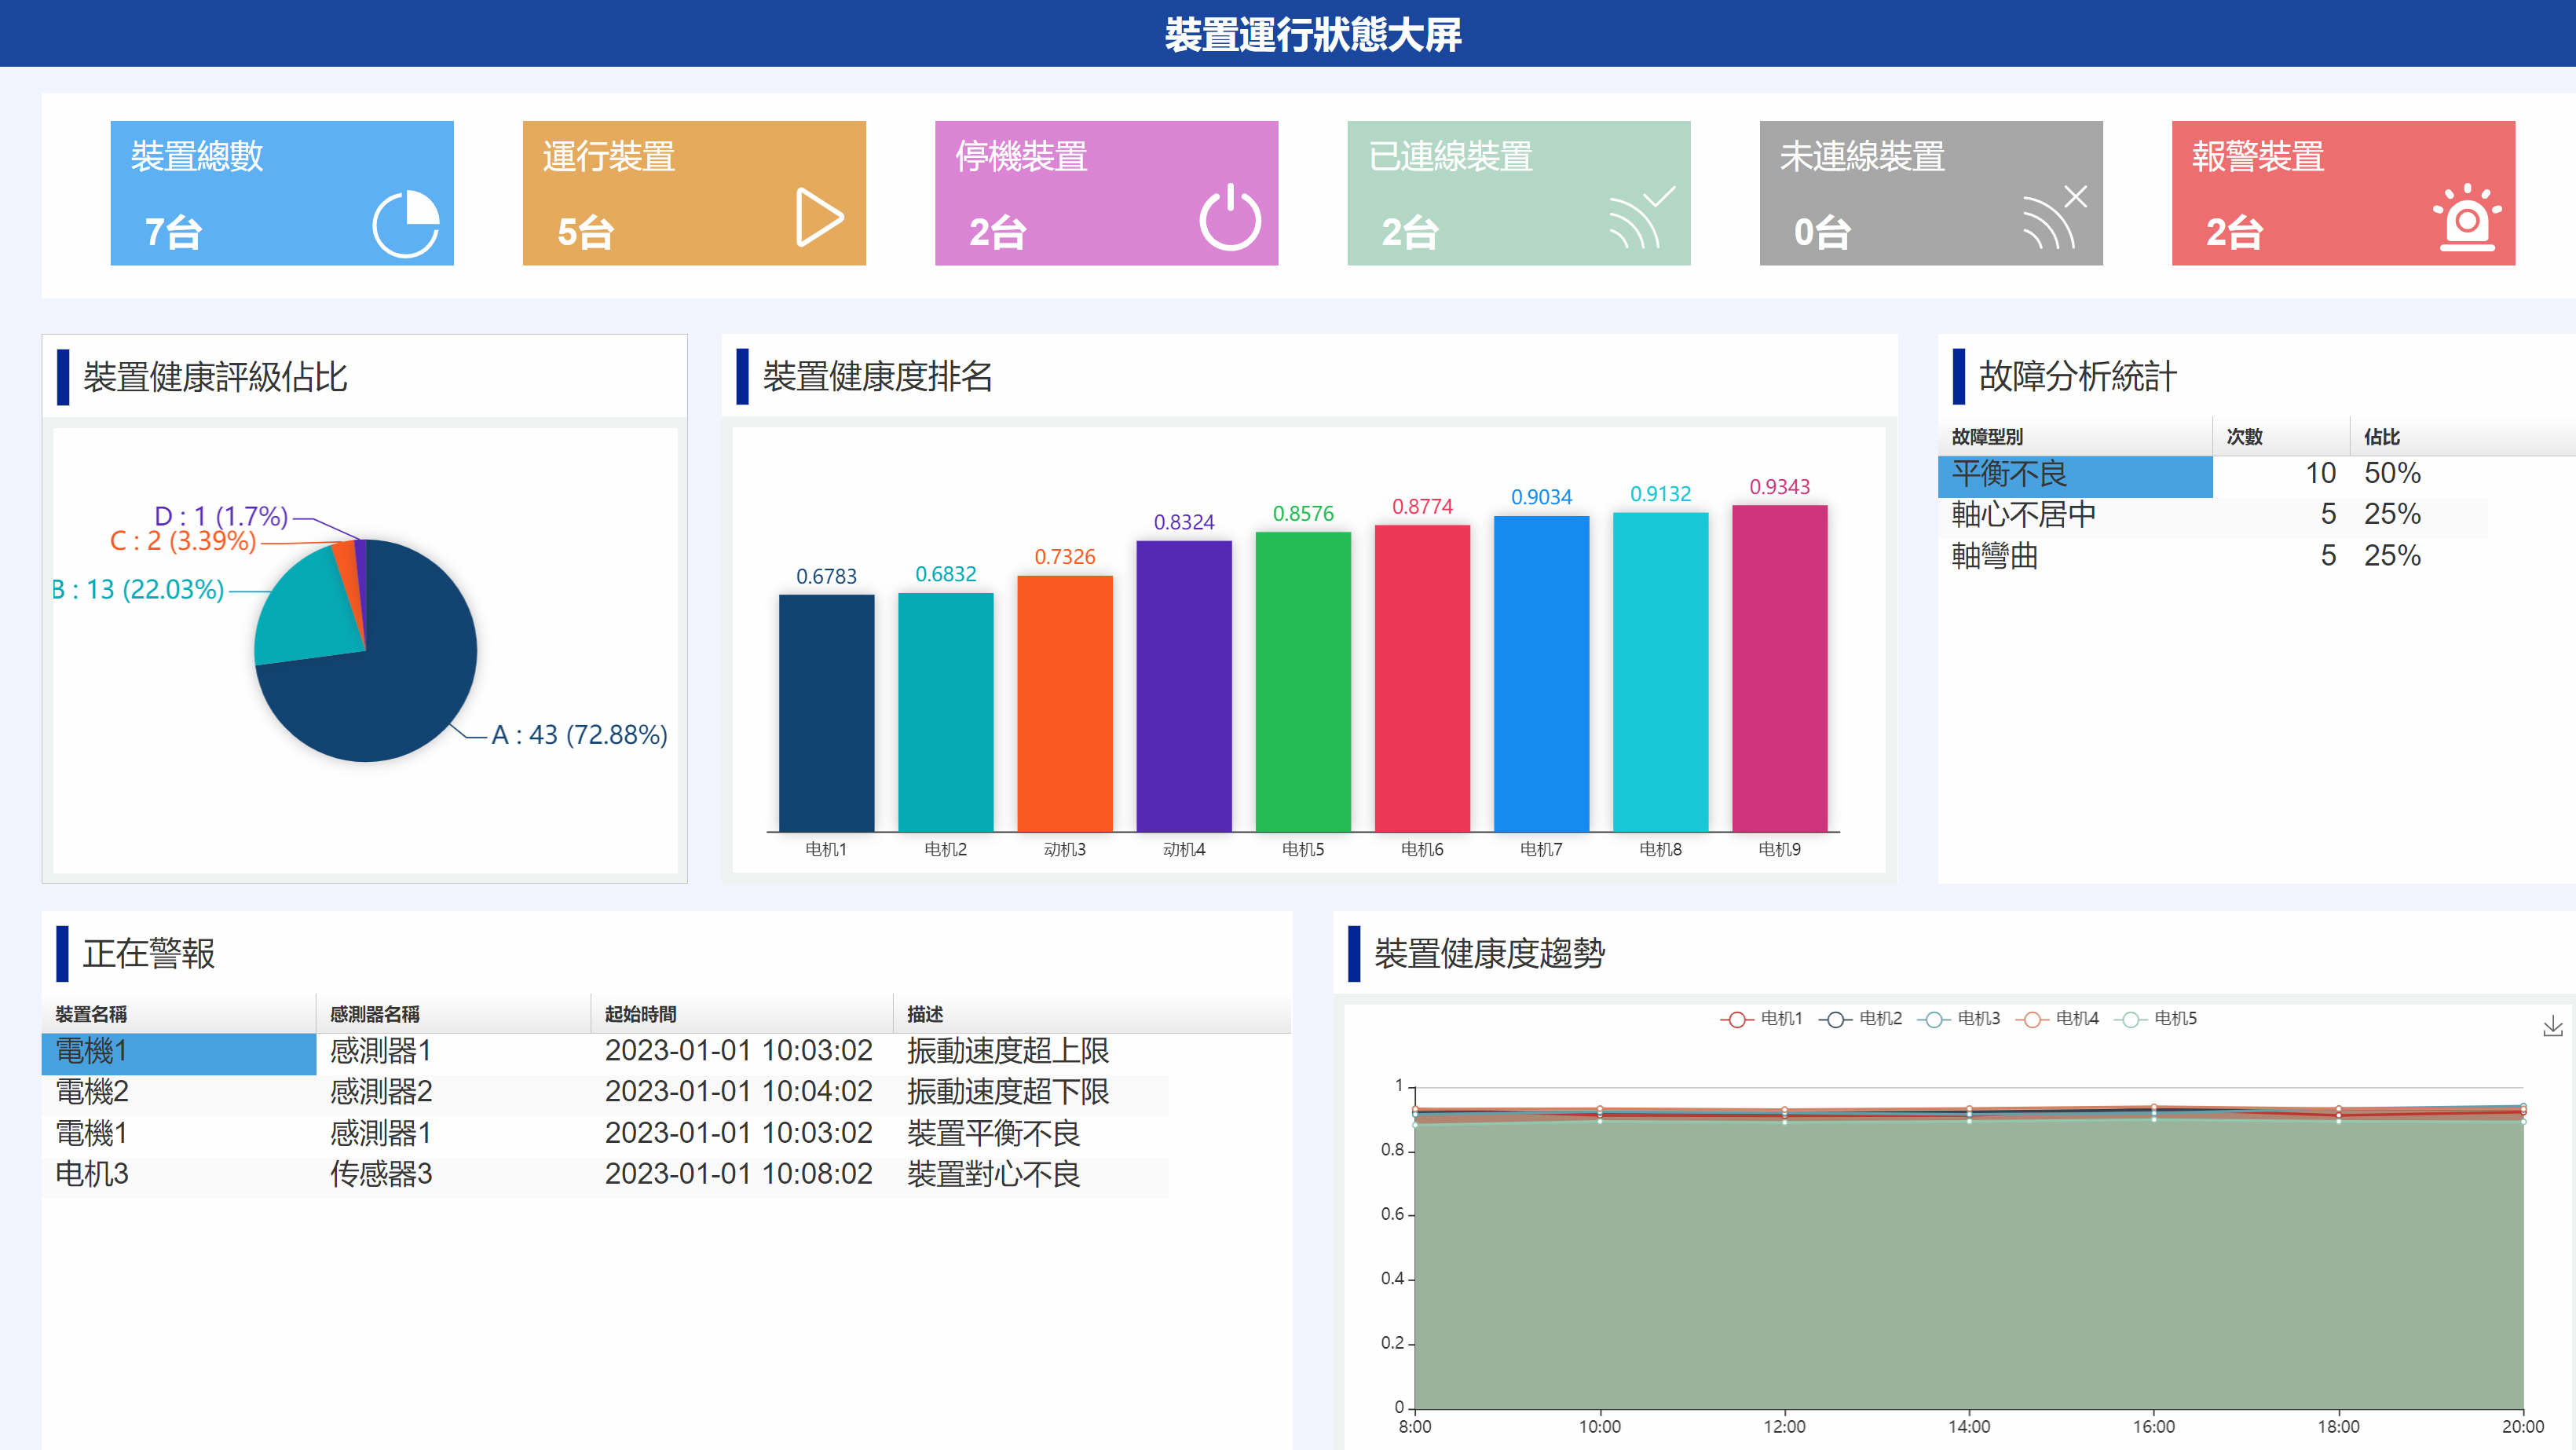 裝置運行狀態大屏
裝置總數
7台
運行裝置
5台
停機裝置
2台
已連線裝置
2台
未連線裝置
0台
報警裝置
2台
裝置健康評級佔比
D : 1 (1.7%)
C : 2 (3.39%)
B : 13 (22.03%)
A : 43 (72.88%)
裝置健康度排名
0.6783 0.6832 0.7326 0.8324 0.8576 0.8774 0.9034 0.9132 0.9343
电机1 电机2 动机3 动机4 电机5 电机6 电机7 电机8 电机9
故障分析統計
故障型別 次數 佔比
平衡不良 10 50%
軸心不居中 5 25%
軸彎曲 5 25%
正在警報
裝置名稱 感測器名稱 起始時間 描述
電機1 感測器1 2023-01-01 10:03:02 振動速度超上限
電機2 感測器2 2023-01-01 10:04:02 振動速度超下限
電機1 感測器1 2023-01-01 10:03:02 裝置平衡不良
电机3 传感器3 2023-01-01 10:08:02 裝置對心不良
裝置健康度趨勢
电机1 电机2 电机3 电机4 电机5
1
0.8
0.6
0.4
0.2
0
8:00 10:00 12:00 14:00 16:00 18:00 20:00